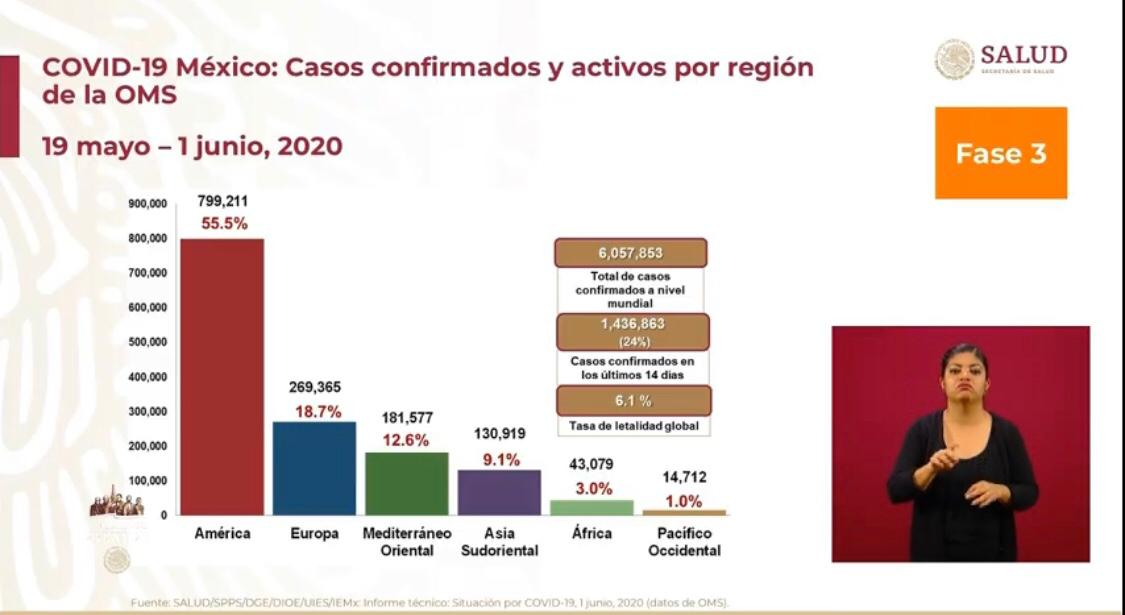 COVID-19 México: Casos confirmados y activos por región
de la OMS
19 mayo – 1 junio, 2020
SALUD
SECRETARÍA DE SALUD
Fase 3
900,000
800,000
700,000
600,000
500,000
400,000
300,000
200,000
100,000
0
799,211
55.5%
269,365
18.7%
181,577
12.6%
130,919
9.1%
43,079
3.0%
14,712
1.0%
América
Europa
Mediterráneo
Oriental
Asia
Sudoriental
África
Pacífico
Occidental
6,057,853
Total de casos
confirmados a nivel
mundial
1,436,863
(24%)
Casos confirmados en
los últimos 14 dias
6.1 %
Tasa de letalidad global
Fuente: SALUD/SPPS/DGE/DIOE/UIES/IEMx: Informe técnico: Situación por COVID-19, 1 junio, 2020 (datos de OMS).